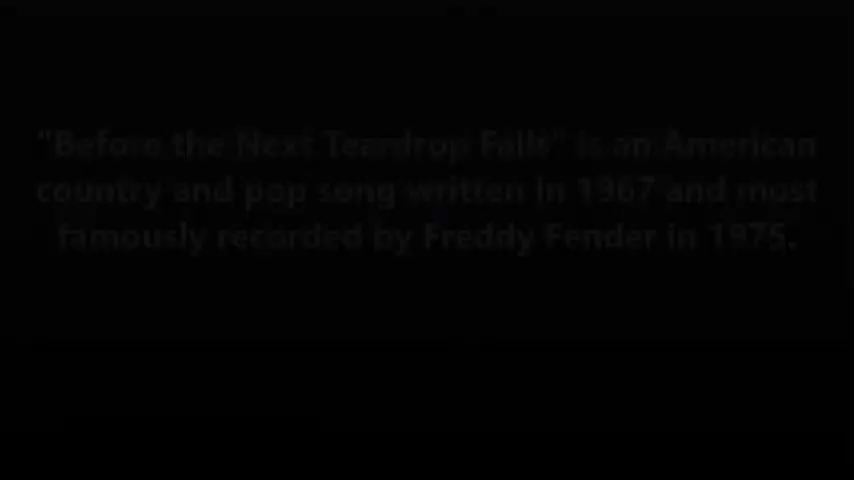 "Before the Next Teardrop Falls" is an American
country and pop song written in 1967 and most
famously recorded by Freddy Fender in 1975.